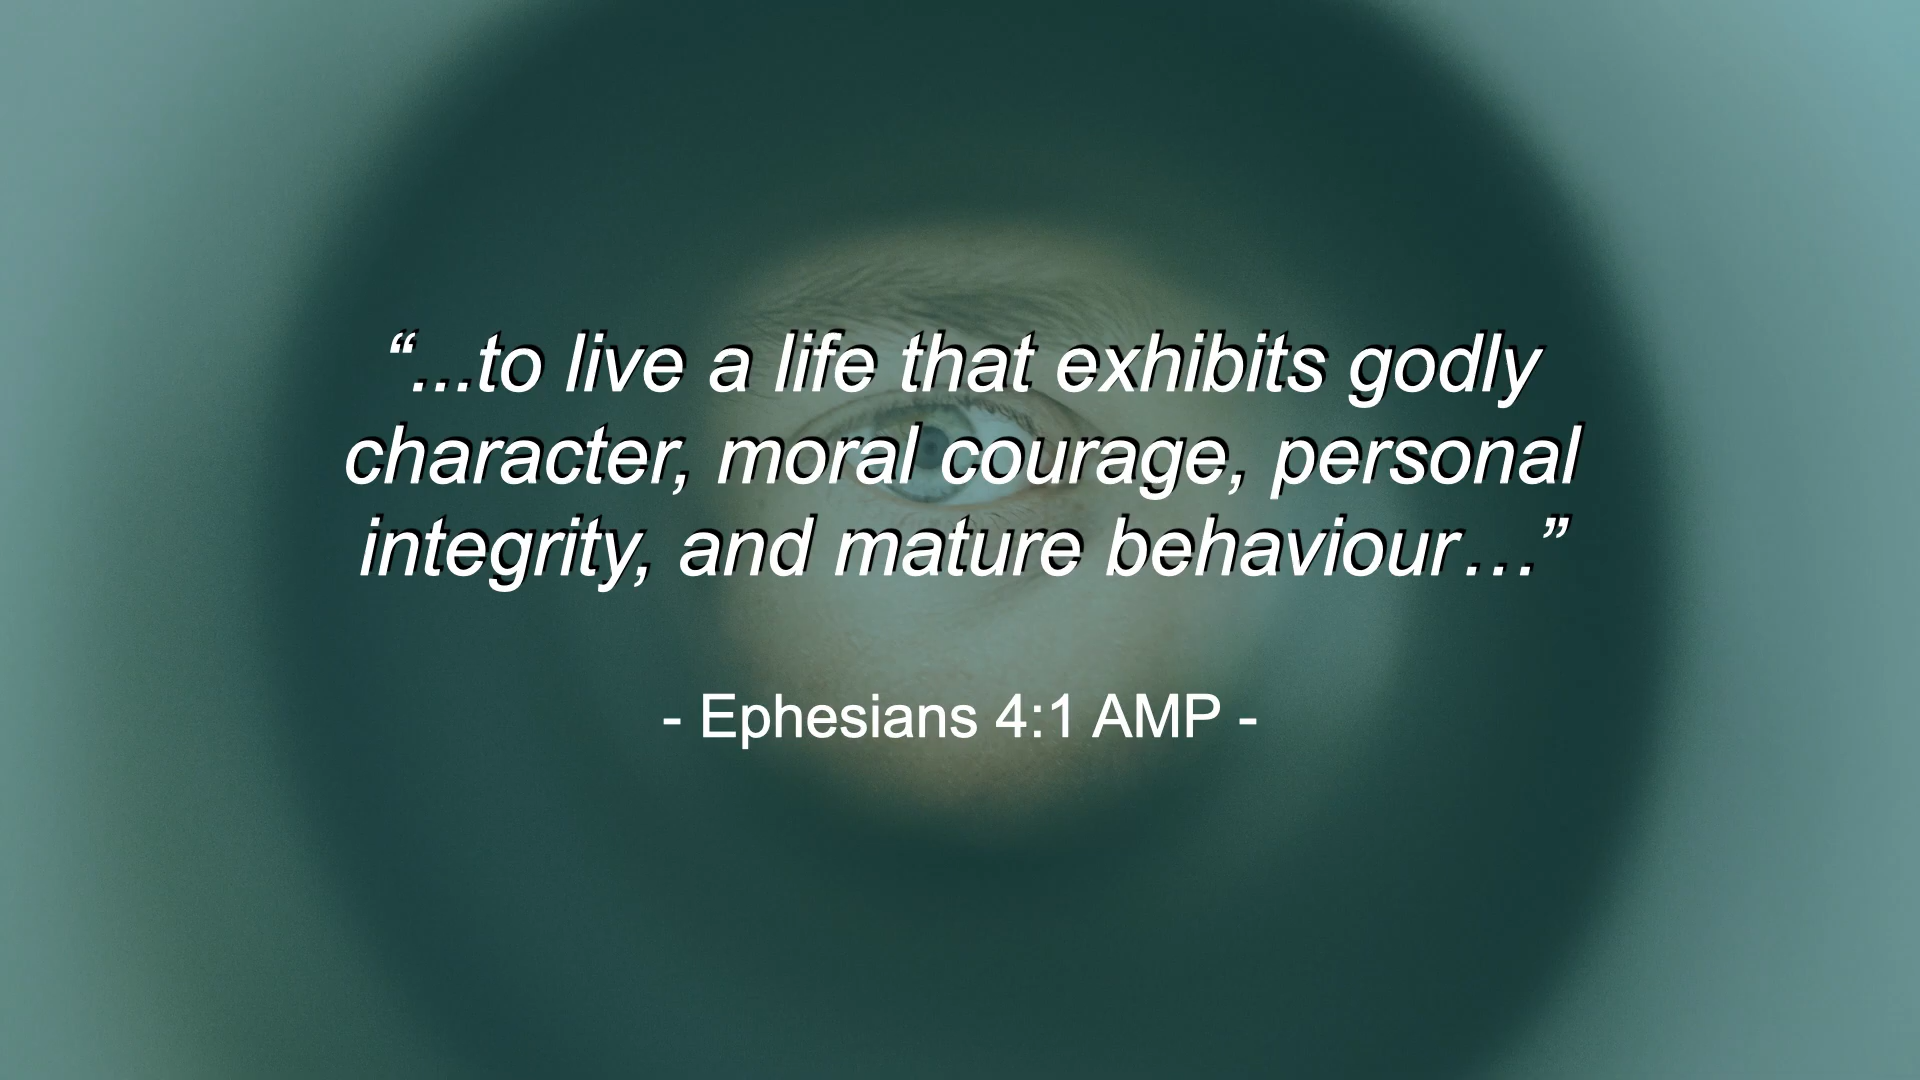 “...to live a life that exhibits godly
character, moral courage, personal
integrity, and mature behaviour…”
- Ephesians 4:1 AMP -